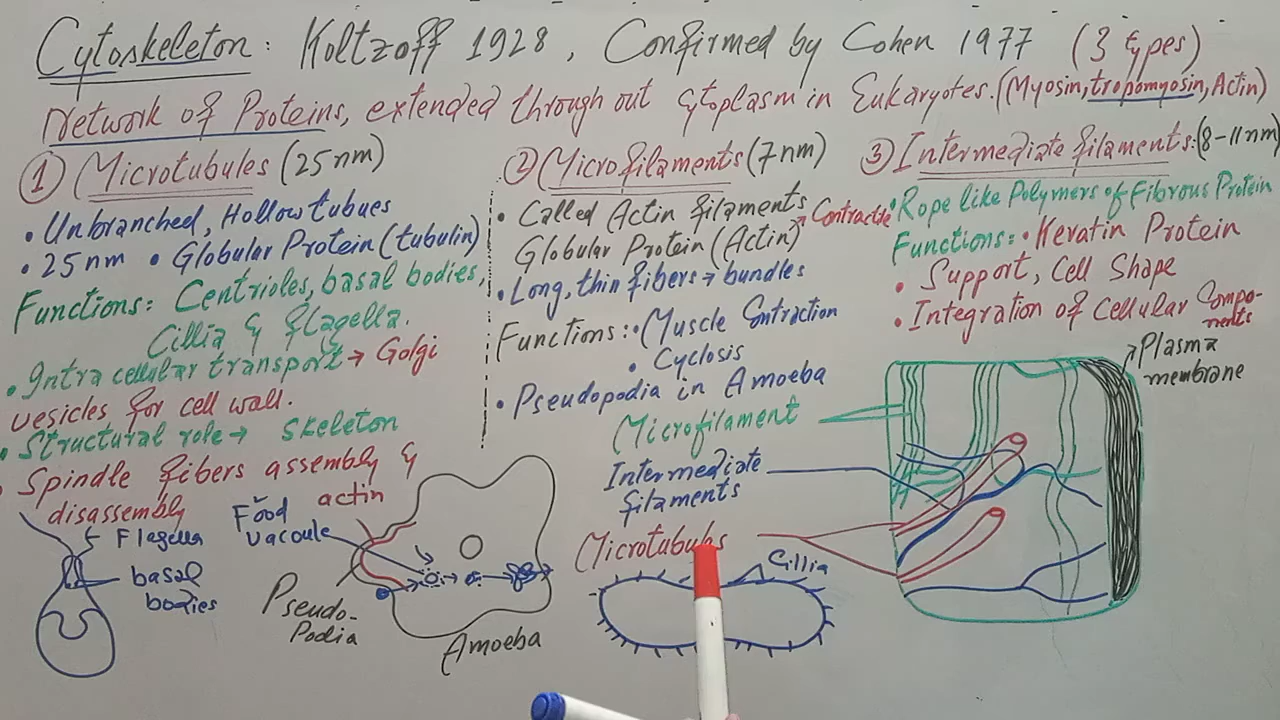 Cytoskeleton: Koltzoff 1928, Confirmed by Cohen 1977 (3 types)
Network of Proteins, extended through out cytoplasm in Eukaryotes. (Myosin, tropomyosin, Actin)
① Microtubules (25nm)
• Unbranched, Hollow tubues
• 25nm • Globular Protein (tubulin)
Functions: Centrioles, basal bodies,
Cillia & flagella.
• Intra cellular transport → Golgi
vesicles for cell wall.
• Structural role → skeleton
• Spindle fibers assembly &
disassembly
② Microfilaments (7nm)
• Called Actin filaments
Globular Protein (Actin) → Contractile
• Long, thin fibers → bundles
Functions: • Muscle Contraction
• Cyclosis
• Pseudopodia in Amoeba
③ Intermediate filaments: (8-11nm)
• Rope like Polymers of Fibrous Protein
Functions: • Keratin Protein
• Support, Cell Shape
• Integration of Cellular Compo-
nents
Plasma
membrane
Microfilament
Intermediate
filaments
Microtubules
Cillia
Flagella
basal
bodies
Food
vacoule
actin
Pseudo-
Podia
Amoeba